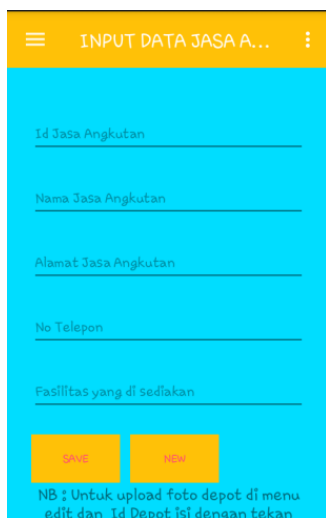 INPUT DATA JASA A...
Id Jasa Angkutan
Nama Jasa Angkutan
Alamat Jasa Angkutan
No Telepon
Fasilitas yang di sediakan
SAVE NEW
NB : Untuk upload foto depot di menu
edit dan Id Depot isi dengan tekan